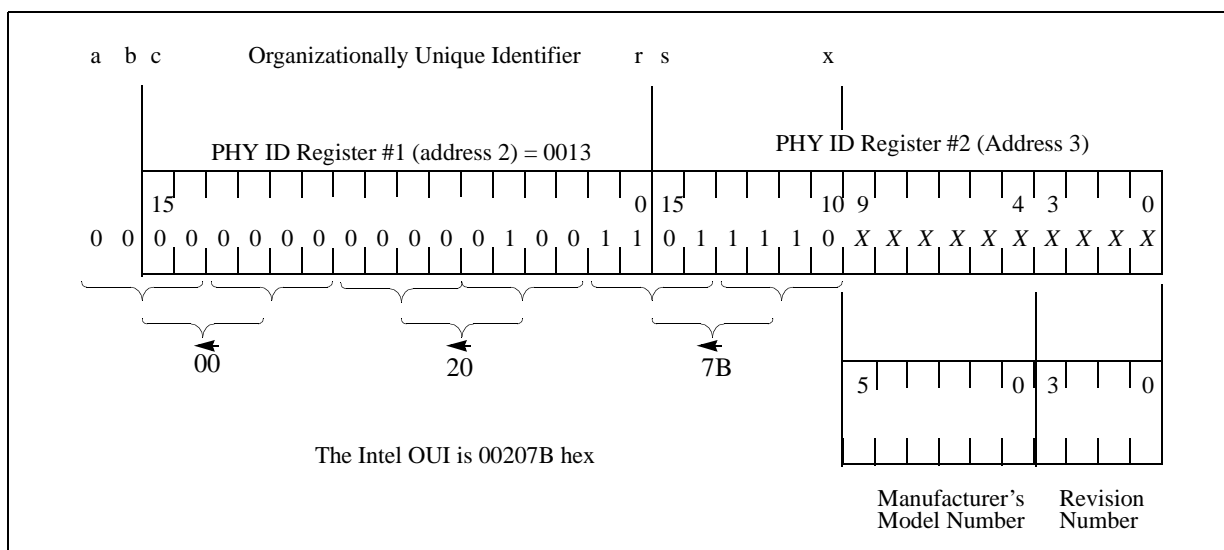 a b c Organizationally Unique Identifier r s x
PHY ID Register #1 (address 2) = 0013
PHY ID Register #2 (Address 3)
15 0 15 10 9 4 3 0
0 0 0 0 0 0 0 0 0 0 0 0 0 1 0 0 1 1 0 1 1 1 1 0 X X X X X X X X X X
00 20 7B
5 0 3 0
The Intel OUI is 00207B hex
Manufacturer's Revision
Model Number Number